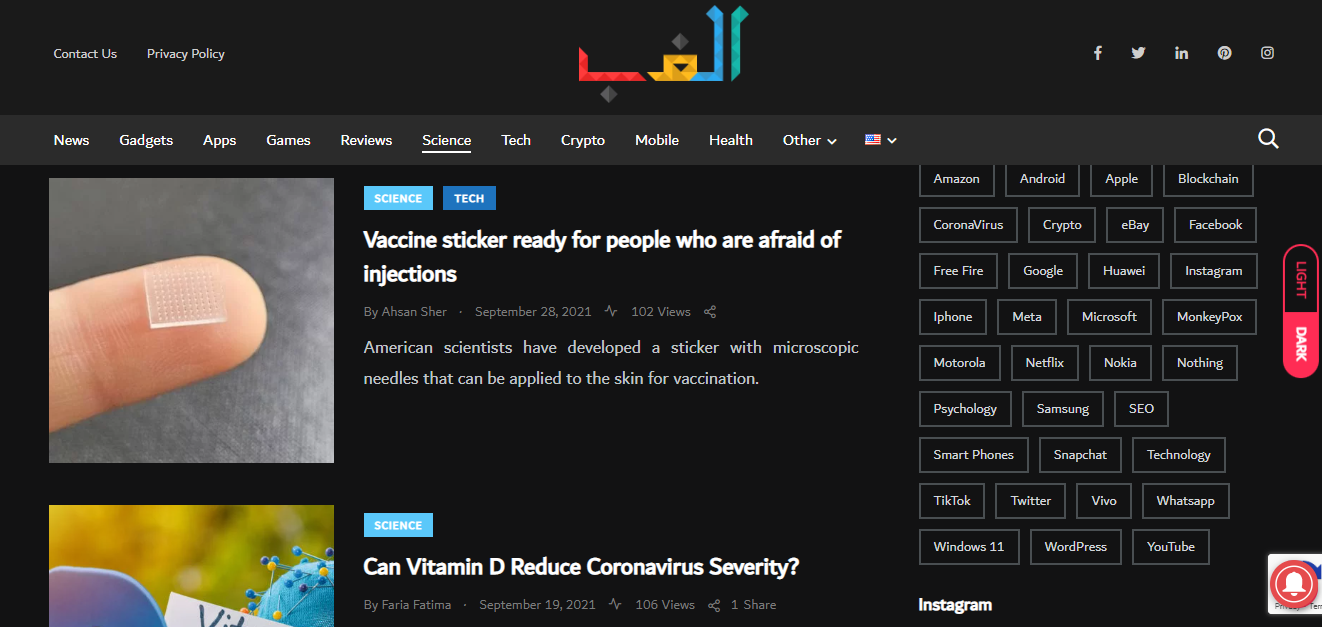 Contact Us Privacy Policy
News Gadgets Apps Games Reviews Science Tech Crypto Mobile Health Other
SCIENCE TECH
Vaccine sticker ready for people who are afraid of
injections
By Ahsan Sher · September 28, 2021 102 Views
American scientists have developed a sticker with microscopic
needles that can be applied to the skin for vaccination.
SCIENCE
Can Vitamin D Reduce Coronavirus Severity?
By Faria Fatima · September 19, 2021 106 Views 1 Share
Amazon Android Apple Blockchain
CoronaVirus Crypto eBay Facebook
Free Fire Google Huawei Instagram
Iphone Meta Microsoft MonkeyPox
Motorola Netflix Nokia Nothing
Psychology Samsung SEO
Smart Phones Snapchat Technology
TikTok Twitter Vivo Whatsapp
Windows 11 WordPress YouTube
Instagram
LIGHT
DARK